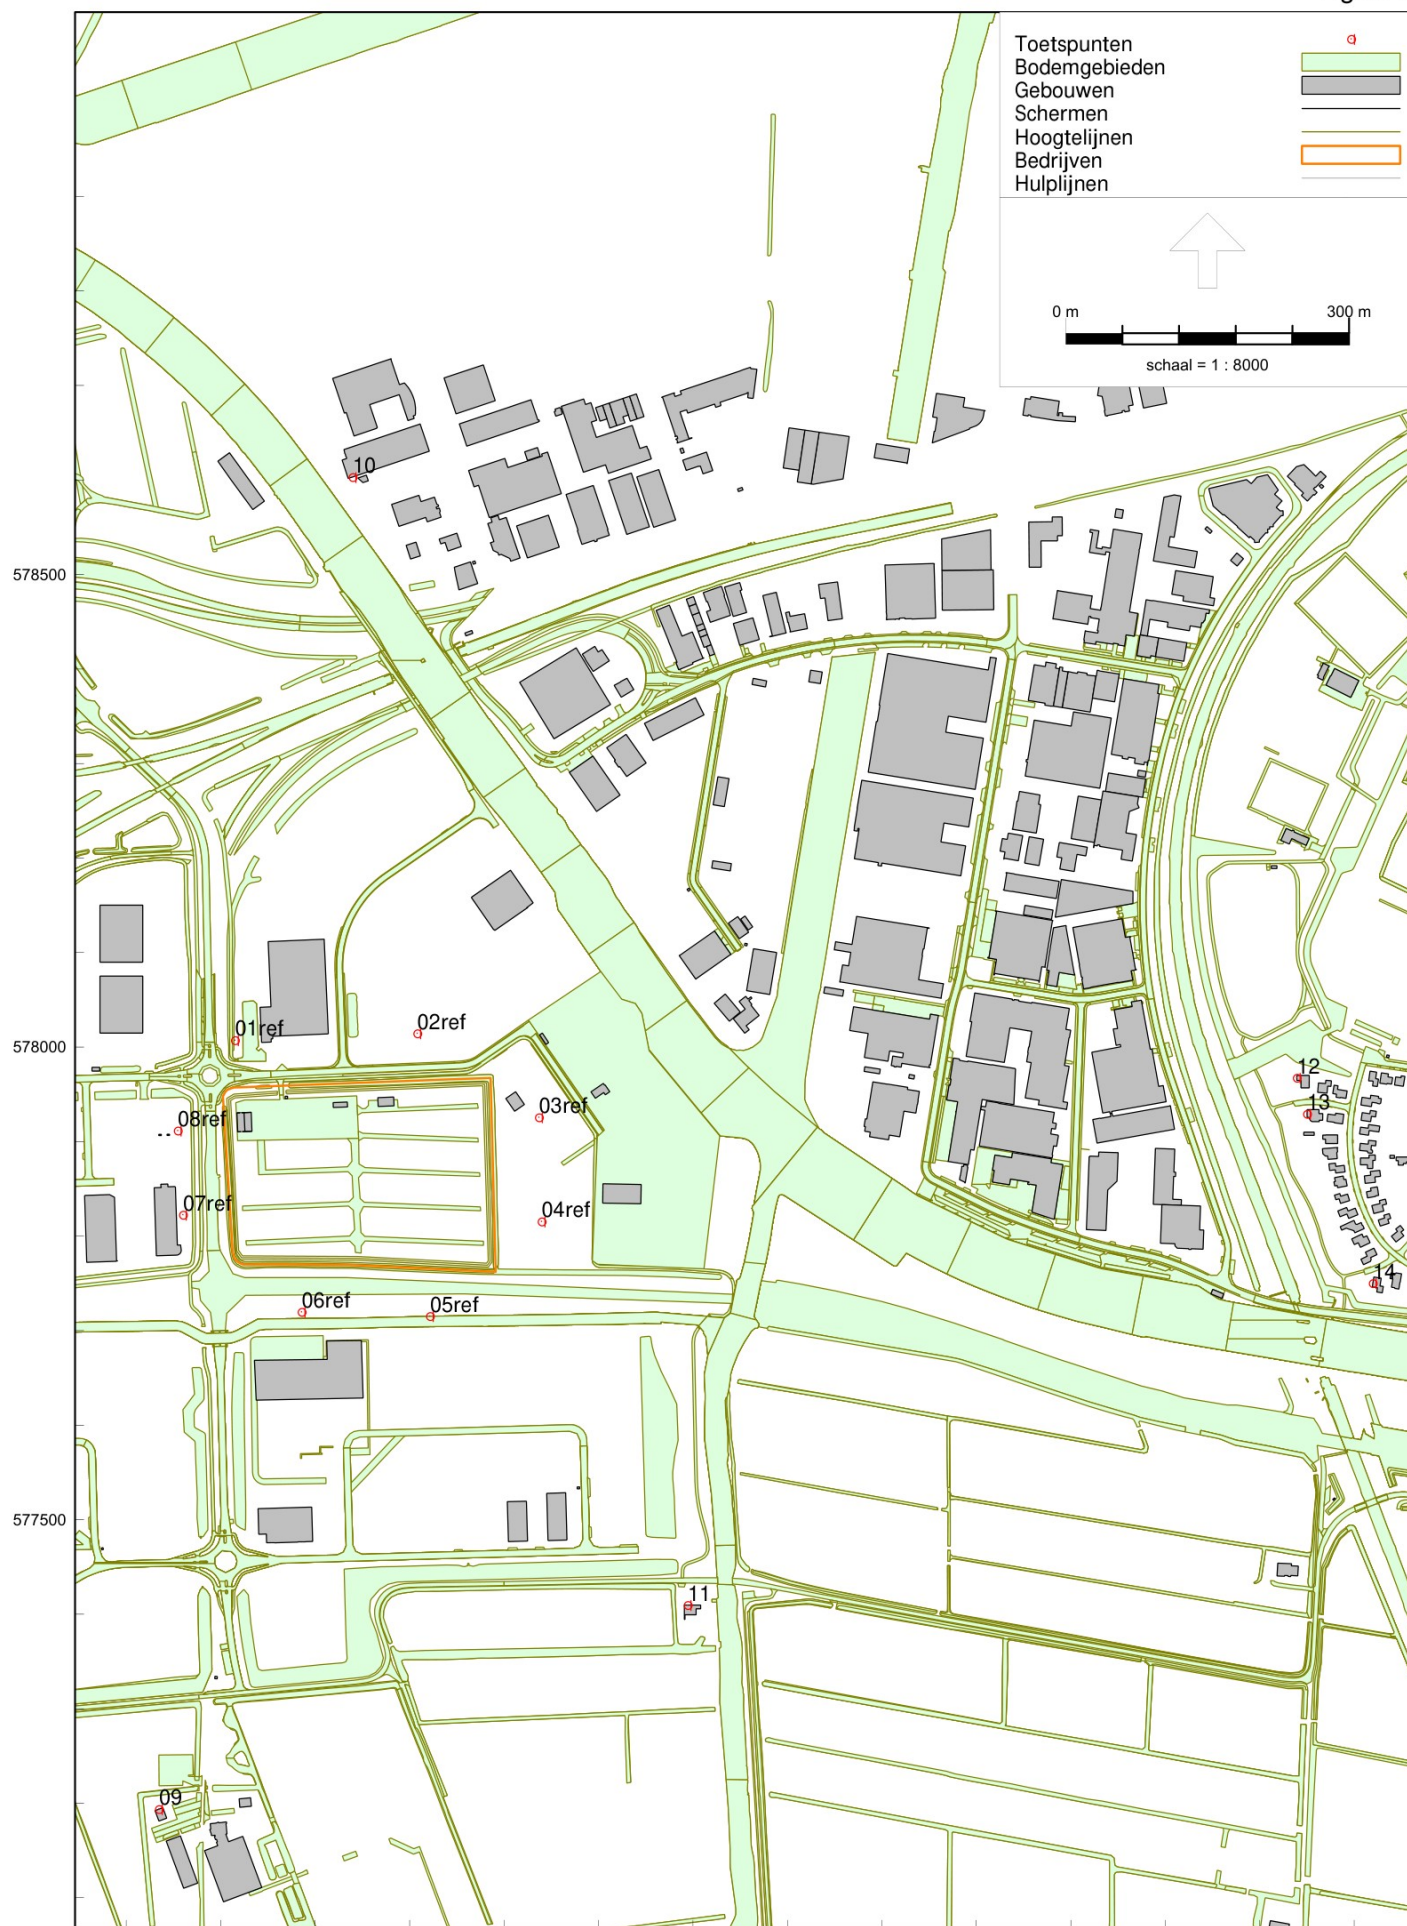 Toetspunten
Bodemgebieden
Gebouwen
Schermen
Hoogtelijnen
Bedrijven
Hulplijnen
0 m 300 m
schaal = 1 : 8000
10
578500
578000
01ref
02ref
03ref
08ref
07ref
04ref
06ref
05ref
12
13
14
577500
11
09